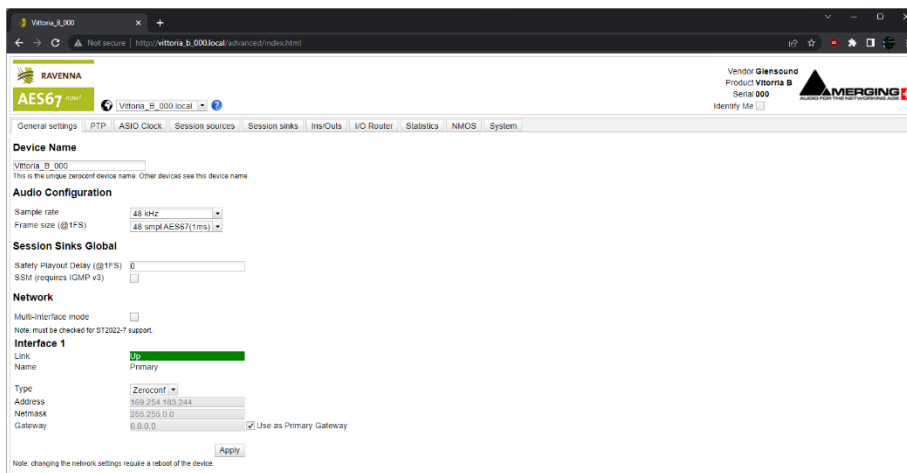 Vittoria_B_000
Not secure | http://vittoria_b_000.local/advanced/index.html
RAVENNA
AES67 now!
Vittoria_B_000.local.
Vendor Glensound
Product Vitorria B
Serial 000
Identify Me
MERGING
AUDIO FOR THE NETWORKING AGE
General settings PTP ASIO Clock Session sources Session sinks Ins/Outs I/O Router Statistics NMOS System
Device Name
Vittoria_B_000
This is the unique zeroconf device name. Other devices see this device name.
Audio Configuration
Sample rate 48 kHz
Frame size (@1FS) 48 smpl AES67(1ms)
Session Sinks Global
Safety Playout Delay (@1FS) 0
SSM (requires IGMP v3)
Network
Multi-Interface mode
Note: must be checked for ST2022-7 support.
Interface 1
Link Up
Name Primary
Type Zeroconf
Address 169.254.183.244
Netmask 255.255.0.0
Gateway 0.0.0.0 Use as Primary Gateway
Apply
Note: changing the network settings require a reboot of the device.